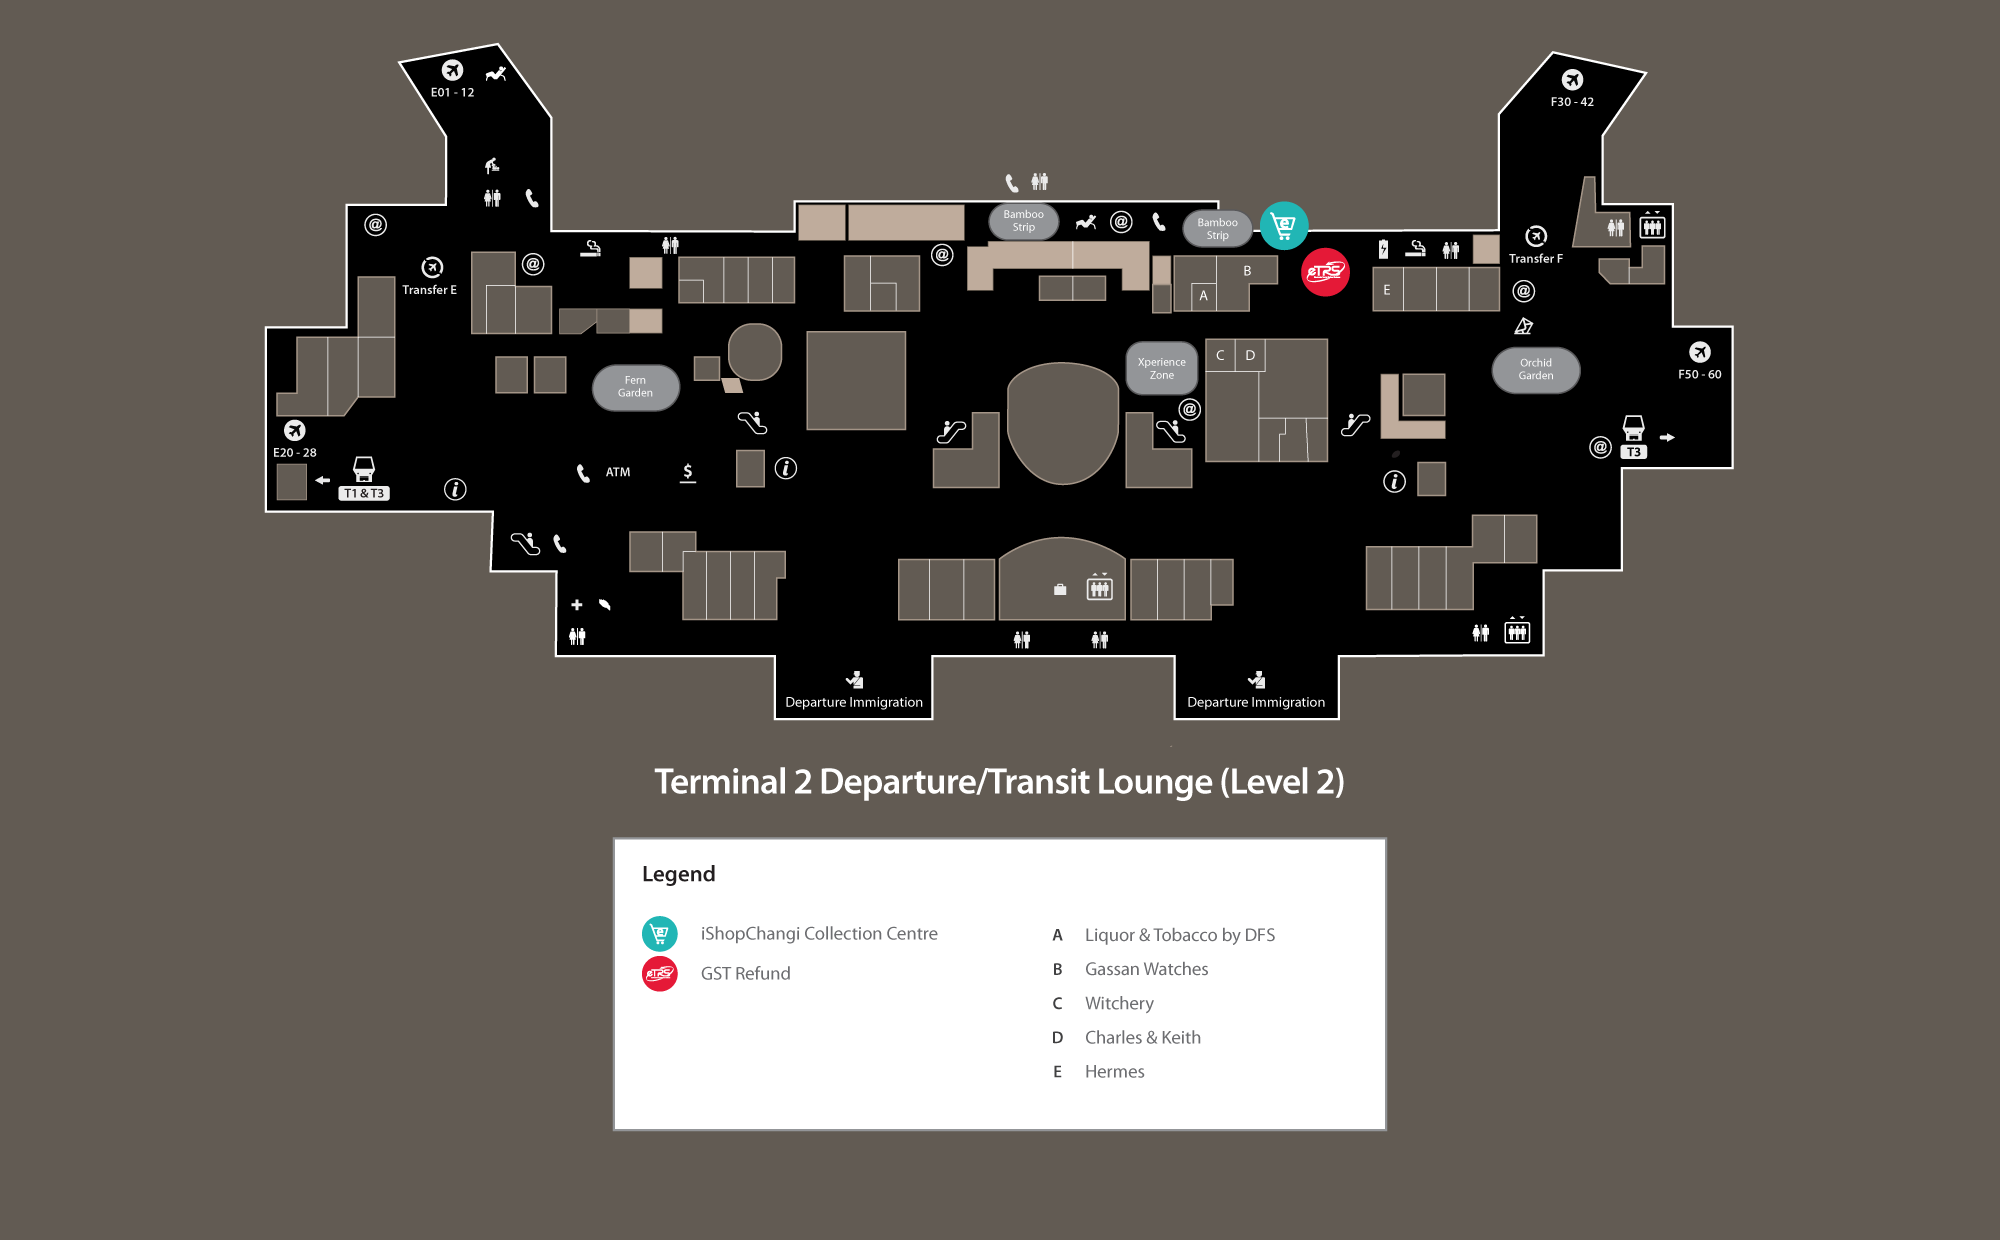 E01 - 12
F30 - 42
Bamboo
Strip
@
Bamboo
Strip
e
@
@
@
Transfer E
Transfer F
eTRS
B
A
E
@
Xperience
Zone
C
D
Fern
Garden
Orchid
Garden
F50 - 60
@
E20 - 28
T1 & T3
i
ATM
$
i
i
@
T3
Departure Immigration
Departure Immigration
Terminal 2 Departure/Transit Lounge (Level 2)
Legend
e
iShopChangi Collection Centre
eTRS
GST Refund
A Liquor & Tobacco by DFS
B Gassan Watches
C Witchery
D Charles & Keith
E Hermes